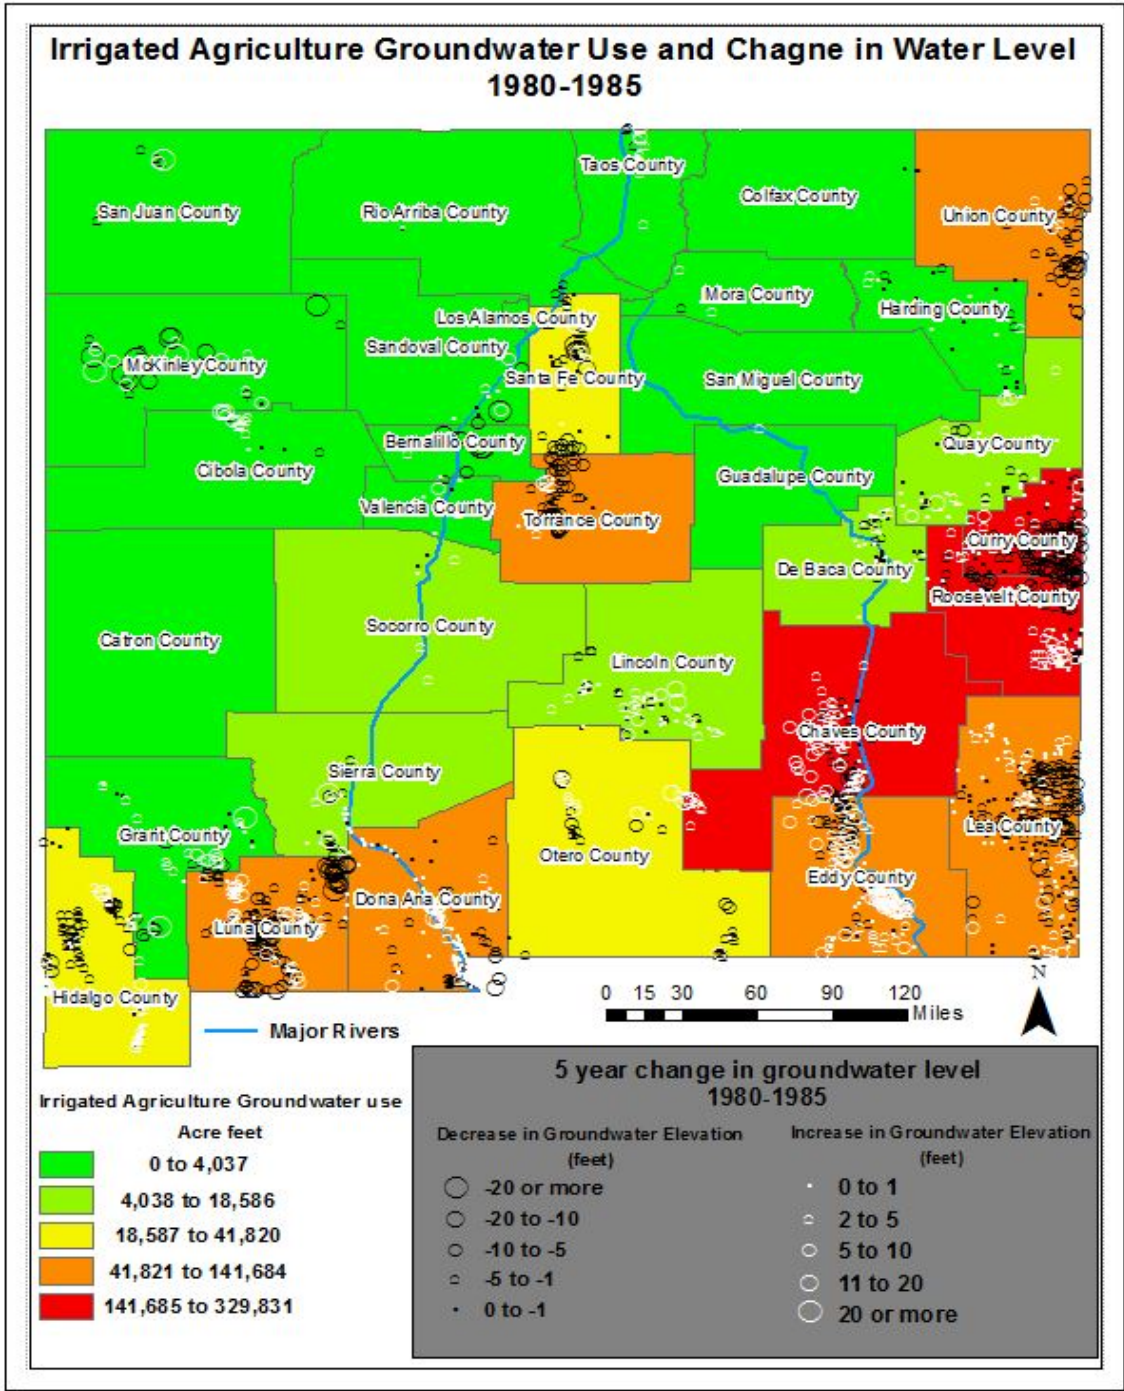 Irrigated Agriculture Groundwater Use and Chagne in Water Level
1980-1985
Taos County
San Juan County
Rio Arriba County
Colfax County
Union County
Mora County
Harding County
Los Alamos County
Sandoval County
McKinley County
Santa Fe County
San Miguel County
Bernalillo County
Quay County
Cibola County
Guadalupe County
Valencia County
Torrance County
Curry County
De Baca County
Roosevelt County
Socorro County
Catron County
Lincoln County
Chaves County
Sierra County
Grant County
Lea County
Otero County
Eddy County
Dona Ana County
Luna County
Hidalgo County
N
0 15 30 60 90 120
Miles
Major Rivers
5 year change in groundwater level
1980-1985
Irrigated Agriculture Groundwater use
Acre feet
0 to 4,037
4,038 to 18,586
18,587 to 41,820
41,821 to 141,684
141,685 to 329,831
Decrease in Groundwater Elevation
(feet)
-20 or more
-20 to -10
-10 to -5
-5 to -1
0 to -1
Increase in Groundwater Elevation
(feet)
0 to 1
2 to 5
5 to 10
11 to 20
20 or more